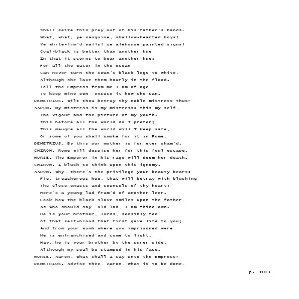 Shall seize this prey out of his father's hands.
What, what, ye sanguine, shallow-hearted boys!
Ye white-lim'd walls! ye alehouse painted signs!
Coal-black is better than another hue
In that it scorns to bear another hue;
For all the water in the ocean
Can never turn the swan's black legs to white,
Although she lave them hourly in the flood.
Tell the Empress from me I am of age
To keep mine own- excuse it how she can.
DEMETRIUS. Wilt thou betray thy noble mistress thus?
AARON. My mistress is my mistress; this my self,
The vigour and the picture of my youth.
This before all the world do I prefer;
This maugre all the world will I keep safe,
Or some of you shall smoke for it in Rome.
DEMETRIUS. By this our mother is for ever sham'd.
CHIRON. Rome will despise her for this foul escape.
NURSE. The Emperor in his rage will doom her death.
CHIRON. I blush to think upon this ignomy.
AARON. Why, there's the privilege your beauty bears:
Fie, treacherous hue, that will betray with blushing
The close enacts and counsels of thy heart!
Here's a young lad fram'd of another leer.
Look how the black slave smiles upon the father,
As who should say 'Old lad, I am thine own.'
He is your brother, lords, sensibly fed
Of that self-blood that first gave life to you;
And from your womb where you imprisoned were
He is enfranchised and come to light.
Nay, he is your brother by the surer side,
Although my seal be stamped in his face.
NURSE. Aaron, what shall I say unto the Empress?
DEMETRIUS. Advise thee, Aaron, what is to be done,